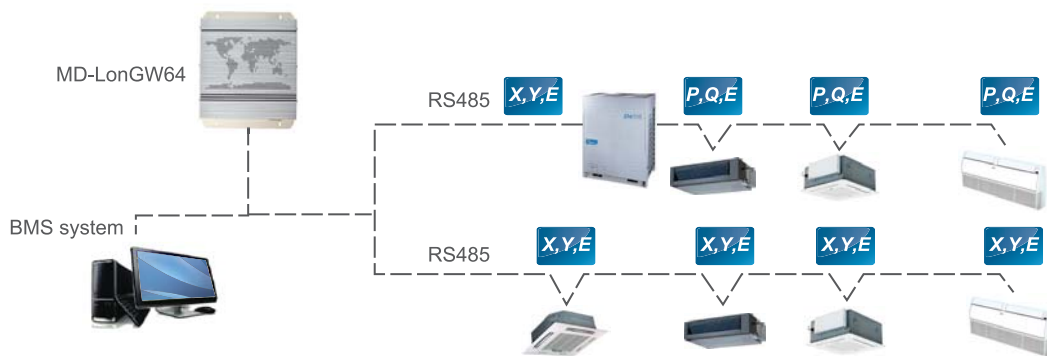 MD-LonGW64
RS485
X,Y,E
P,Q,E
P,Q,E
P,Q,E
BMS system
RS485
X,Y,E
X,Y,E
X,Y,E
X,Y,E